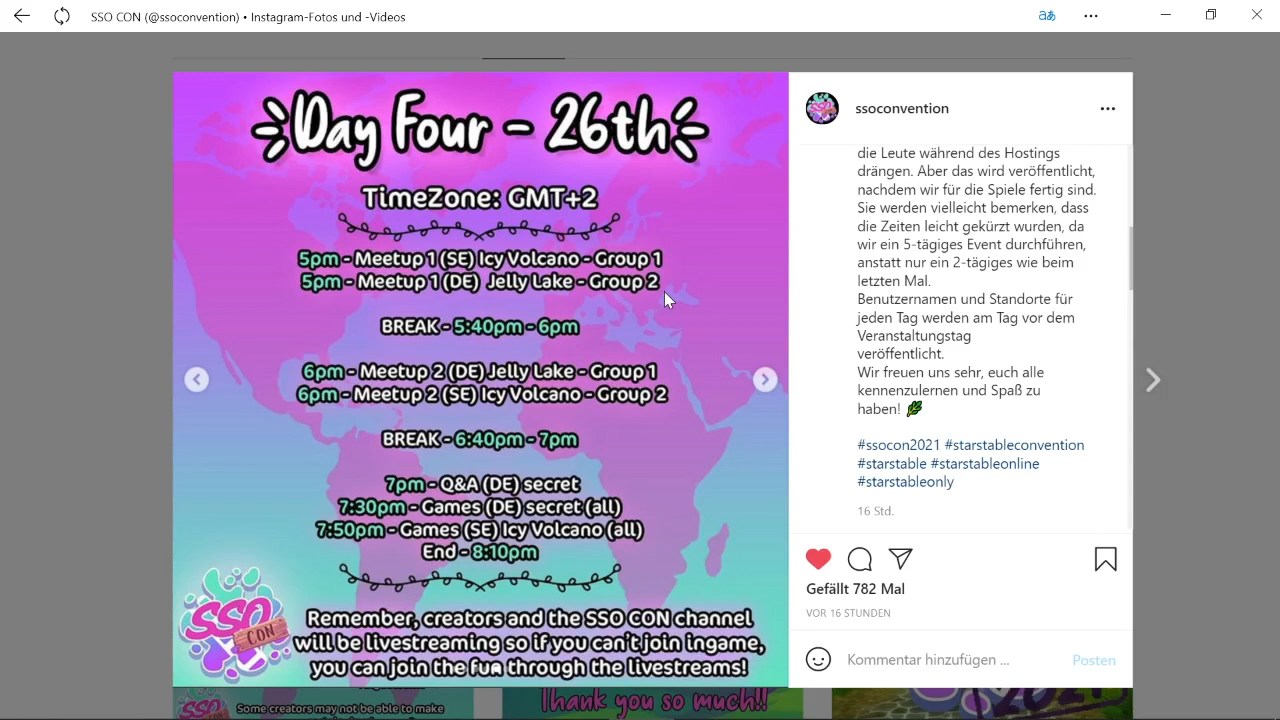 SSO CON (@ssoconvention) • Instagram-Fotos und -Videos
Day Four - 26th
TimeZone: GMT+2
5pm - Meetup 1 (SE) Icy Volcano - Group 1
5pm - Meetup 1 (DE) Jelly Lake - Group 2
BREAK - 5:40pm - 6pm
6pm - Meetup 2 (DE) Jelly Lake - Group 1
6pm - Meetup 2 (SE) Icy Volcano - Group 2
BREAK - 6:40pm - 7pm
7pm - Q&A (DE) secret
7:30pm - Games (DE) secret (all)
7:50pm - Games (SE) Icy Volcano (all)
End - 8:10pm
SSO
CON
Remember, creators and the SSO CON channel
will be livestreaming so if you can't join ingame,
you can join the fun through the livestreams!
ssoconvention
die Leute während des Hostings
drängen. Aber das wird veröffentlicht,
nachdem wir für die Spiele fertig sind.
Sie werden vielleicht bemerken, dass
die Zeiten leicht gekürzt wurden, da
wir ein 5-tägiges Event durchführen,
anstatt nur ein 2-tägiges wie beim
letzten Mal.
Benutzernamen und Standorte für
jeden Tag werden am Tag vor dem
Veranstaltungstag
veröffentlicht.
Wir freuen uns sehr, euch alle
kennenzulernen und Spaß zu
haben!
#ssocon2021 #starstableconvention
#starstable #starstableonline
#starstableonly
16 Std.
Gefällt 782 Mal
VOR 16 STUNDEN
Kommentar hinzufügen ...
Posten
SSO
Some creators may not be able to make
Thank you so much!!